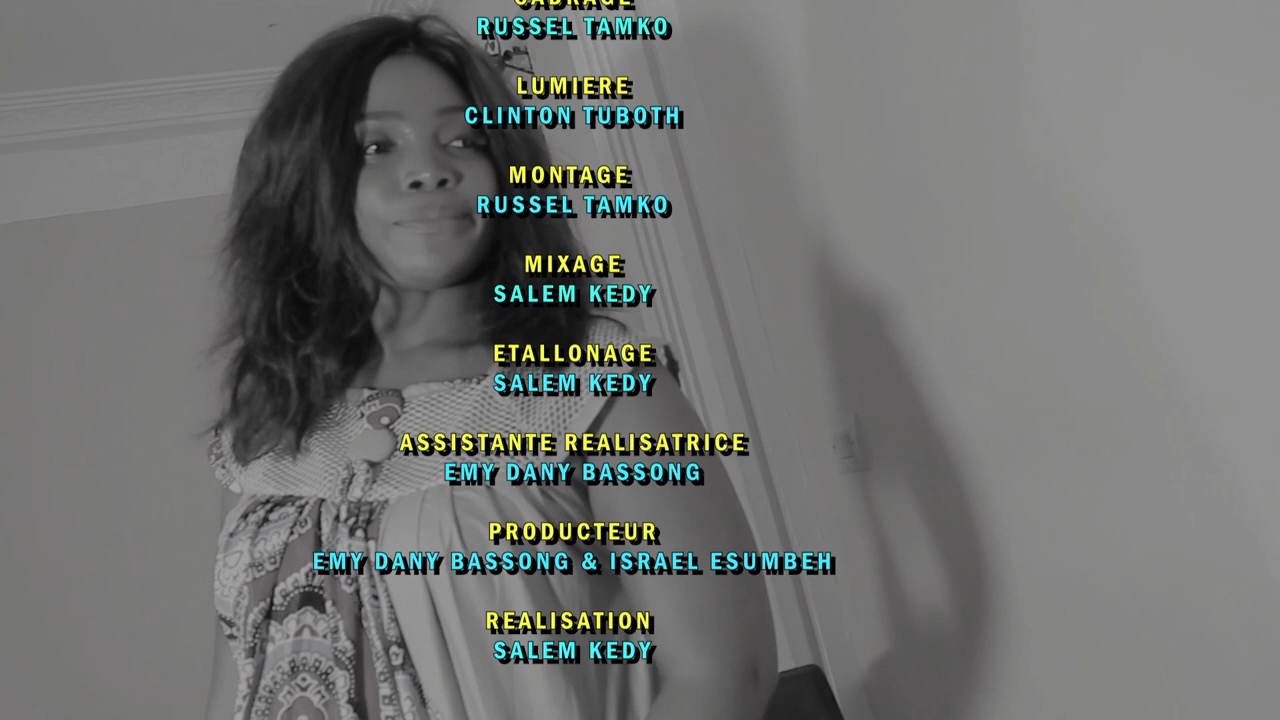 CADRAGE
RUSSEL TAMKO
LUMIERE
CLINTON TUBOTH
MONTAGE
RUSSEL TAMKO
MIXAGE
SALEM KEDY
ETALLONAGE
SALEM KEDY
ASSISTANTE REALISATRICE
EMY DANY BASSONG
PRODUCTEUR
EMY DANY BASSONG & ISRAEL ESUMBEH
REALISATION
SALEM KEDY